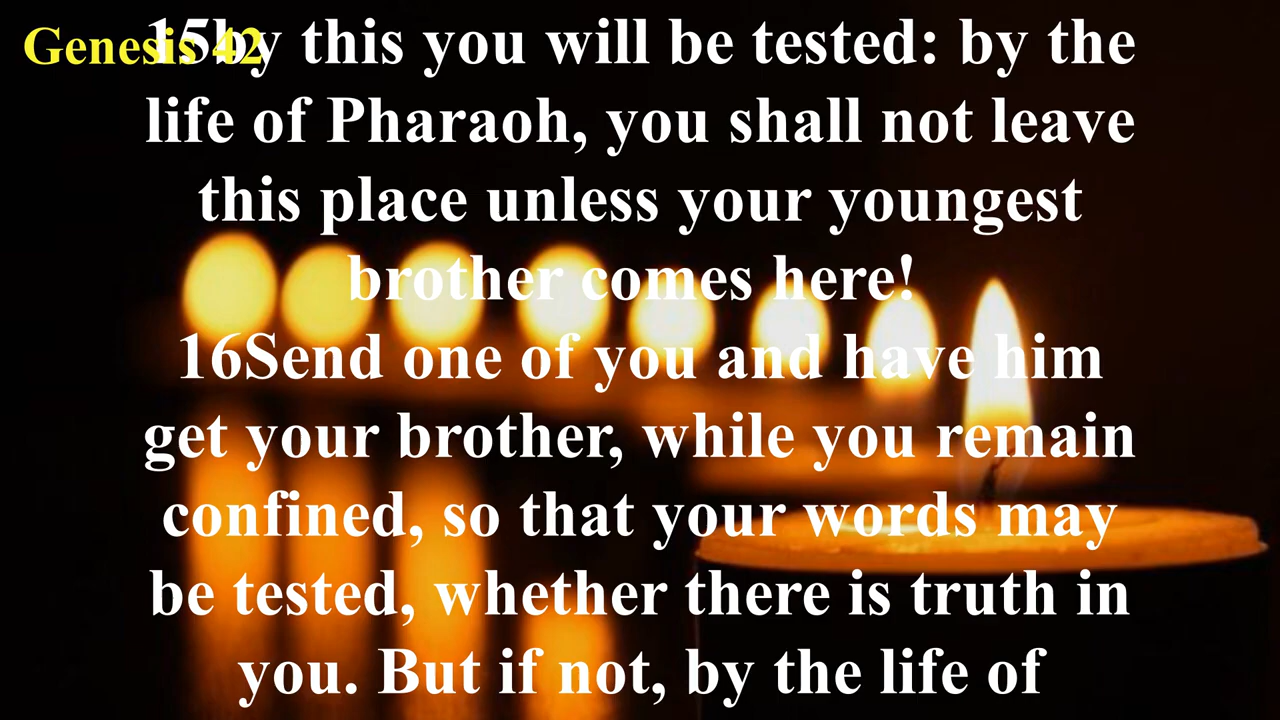 Genesis 42
15by this you will be tested: by the
life of Pharaoh, you shall not leave
this place unless your youngest
brother comes here!
16Send one of you and have him
get your brother, while you remain
confined, so that your words may
be tested, whether there is truth in
you. But if not, by the life of